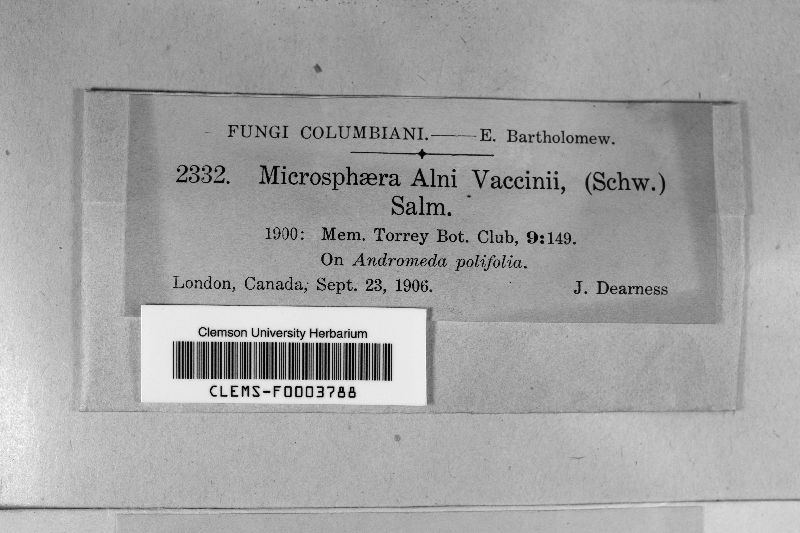 FUNGI COLUMBIANI.—— E. Bartholomew.
2332. Microsphæra Alni Vaccinii, (Schw.)
Salm.
1900: Mem. Torrey Bot. Club, 9:149.
On Andromeda polifolia.
London, Canada, Sept. 23, 1906. J. Dearness
Clemson University Herbarium
CLEMS-F0003788